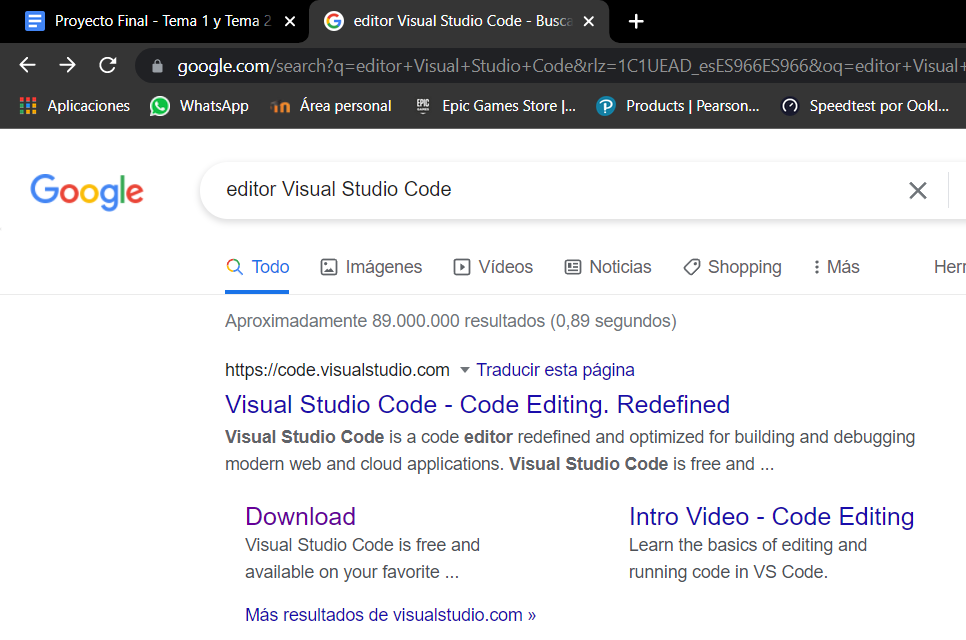 Proyecto Final - Tema 1 y Tema 2
editor Visual Studio Code - Busca
google.com/search?q=editor+Visual+Studio+Code&rlz=1C1UEAD_esES966ES966&oq=editor+Visual+
Aplicaciones WhatsApp Área personal EPIC GAMES Epic Games Store |... Products | Pearson... Speedtest por Ookl...
Google
editor Visual Studio Code
Todo Imágenes Vídeos Noticias Shopping Más Herr
Aproximadamente 89.000.000 resultados (0,89 segundos)
https://code.visualstudio.com Traducir esta página
Visual Studio Code - Code Editing. Redefined
Visual Studio Code is a code editor redefined and optimized for building and debugging
modern web and cloud applications. Visual Studio Code is free and ...
Download
Visual Studio Code is free and
available on your favorite ...
Intro Video - Code Editing
Learn the basics of editing and
running code in VS Code.
Más resultados de visualstudio.com »